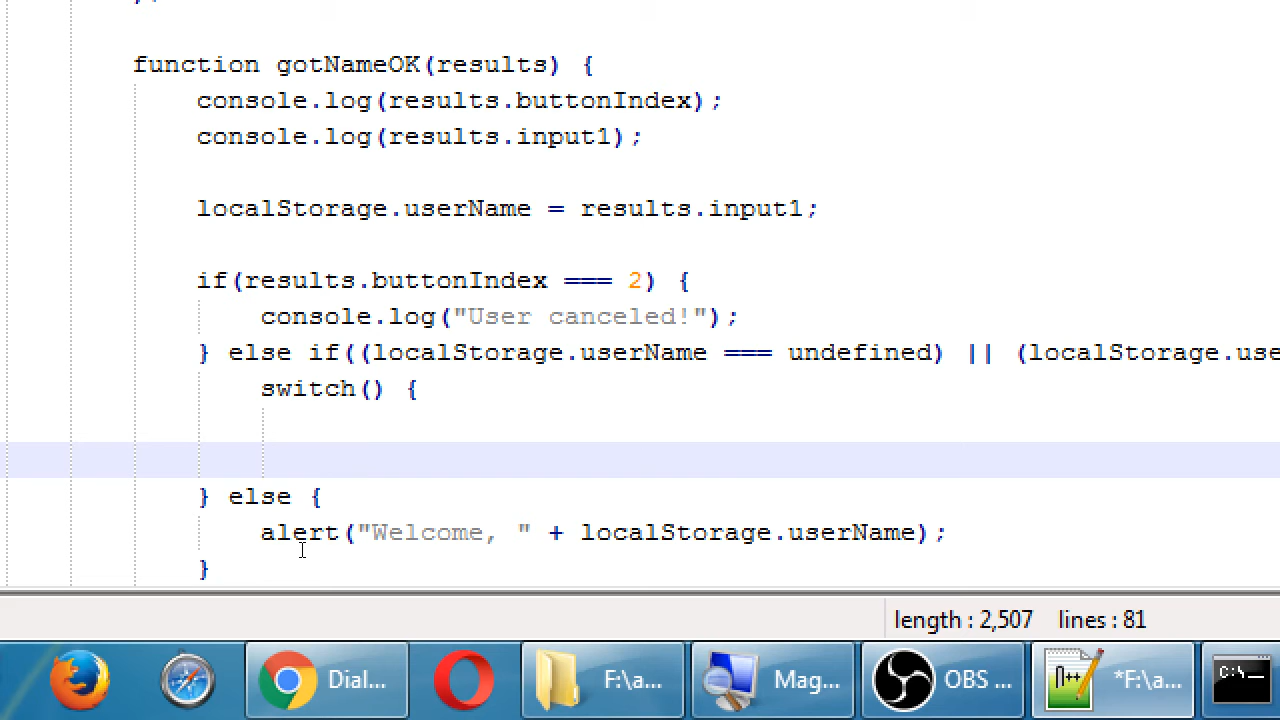 function gotNameOK(results) {
console.log(results.buttonIndex);
console.log(results.input1);
localStorage.userName = results.input1;
if(results.buttonIndex === 2) {
console.log("User canceled!");
} else if((localStorage.userName === undefined) || (localStorage.use
switch() {
} else {
alert("Welcome, " + localStorage.userName);
}
length : 2,507 lines : 81
Dial... F:\a... Mag... OBS ... *F:\a...